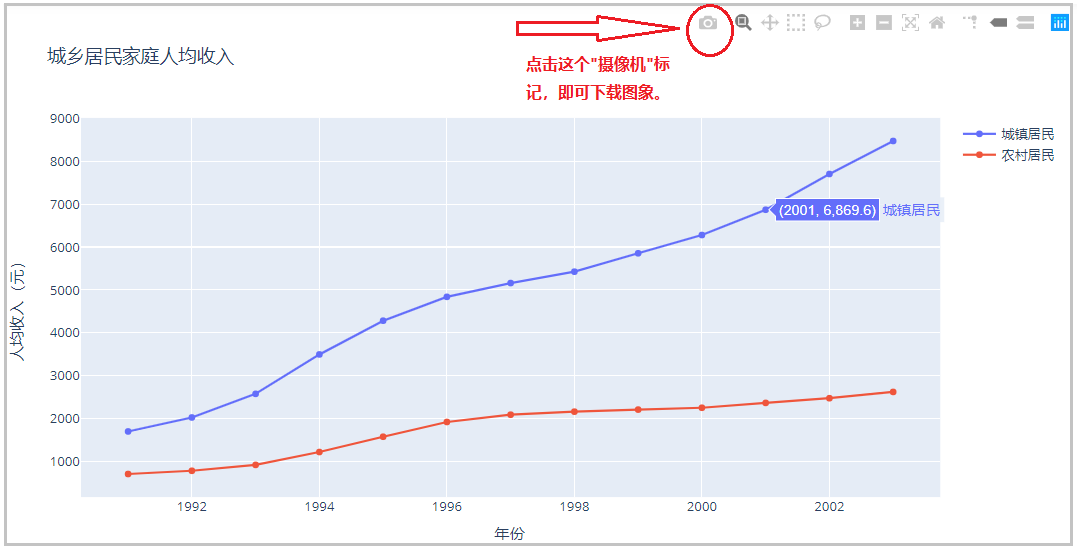 城乡居民家庭人均收入
点击这个"摄像机"标
记，即可下载图象。
9000
8000
7000
6000
5000
4000
3000
2000
1000
人均收入（元）
城镇居民
农村居民
(2001, 6,869.6) 城镇居民
1992 1994 1996 1998 2000 2002
年份